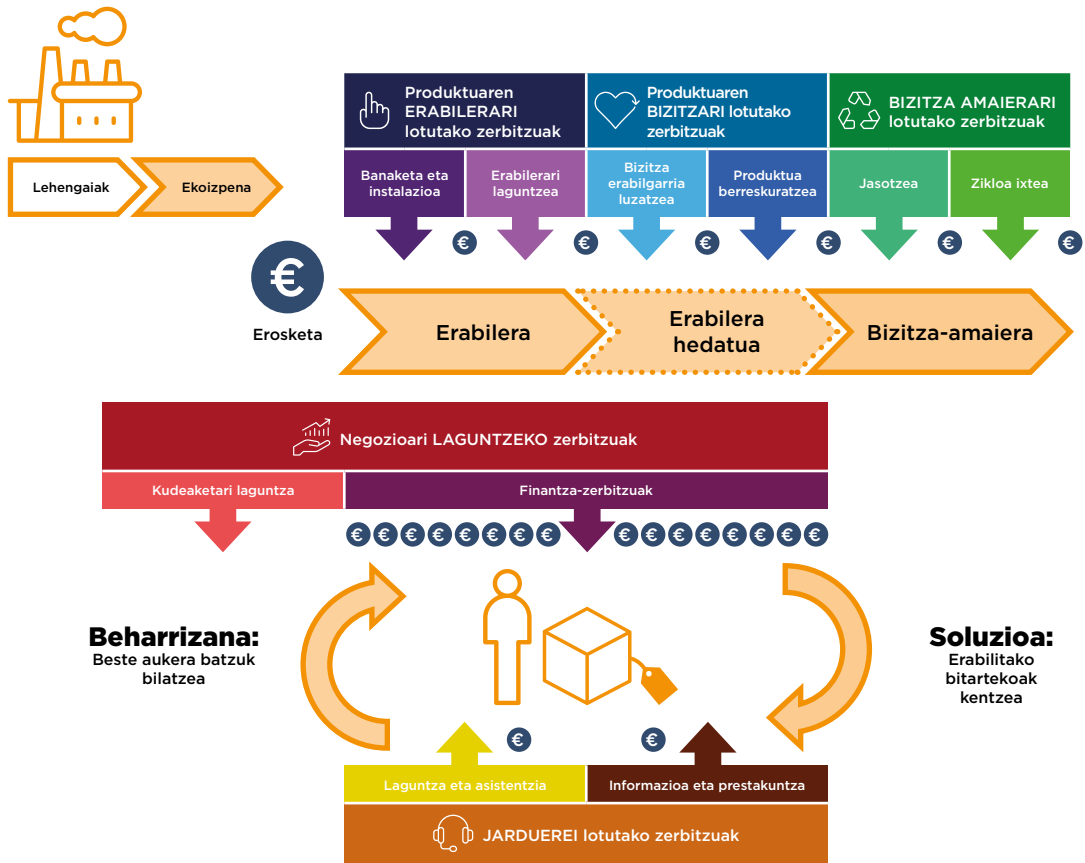 Produktuaren
ERABILERARI
lotutako zerbitzuak
Produktuaren
BIZITZARI lotutako
zerbitzuak
BIZITZA AMAIERARI
lotutako zerbitzuak
Lehengaiak
Ekoizpena
Banaketa eta
instalazioa
Erabilerari
laguntzea
Bizitza
erabilgarria
luzatzea
Produktua
berreskuratzea
Jasotzea
Zikloa ixtea
€ € € € € €
€
Erosketa
Erabilera
Erabilera
hedatua
Bizitza-amaiera
Negozioari LAGUNTZEKO zerbitzuak
Kudeaketari laguntza
Finantza-zerbitzuak
€ € € € € € € € € € € € € € € €
Beharrizana:
Beste aukera batzuk
bilatzea
Soluzioa:
Erabilitako
bitartekoak
kentzea
€ €
Laguntza eta asistentzia
Informazioa eta prestakuntza
JARDUEREI lotutako zerbitzuak